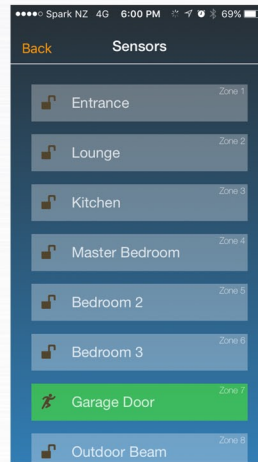 Spark NZ 4G 6:00 PM 69%
Back Sensors
Zone 1
Entrance
Zone 2
Lounge
Zone 3
Kitchen
Zone 4
Master Bedroom
Zone 5
Bedroom 2
Zone 6
Bedroom 3
Zone 7
Garage Door
Zone 8
Outdoor Beam